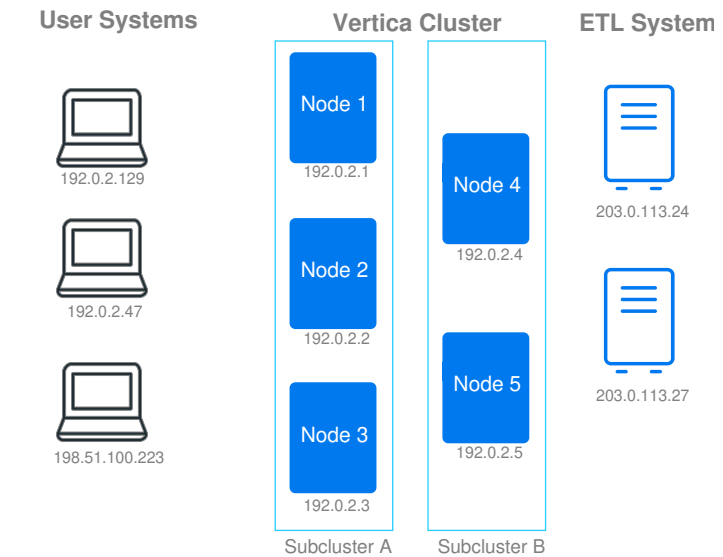 User Systems
Vertica Cluster
ETL System
Node 1
192.0.2.129
192.0.2.1
Node 4
203.0.113.24
192.0.2.4
Node 2
192.0.2.47
192.0.2.2
Node 5
203.0.113.27
Node 3
198.51.100.223
192.0.2.5
192.0.2.3
Subcluster A
Subcluster B